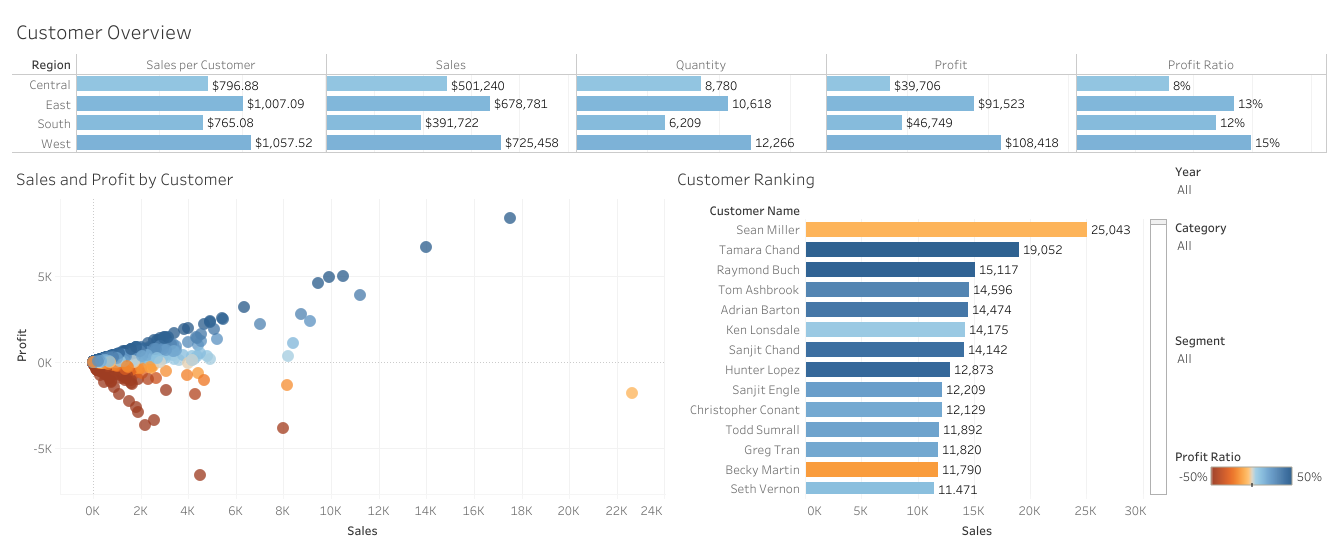 Customer Overview
Region Sales per Customer Sales Quantity Profit Profit Ratio
Central $796.88 $501,240 8,780 $39,706 8%
East $1,007.09 $678,781 10,618 $91,523 13%
South $765.08 $391,722 6,209 $46,749 12%
West $1,057.52 $725,458 12,266 $108,418 15%
Sales and Profit by Customer
5K
0K
-5K
Profit
0K 2K 4K 6K 8K 10K 12K 14K 16K 18K 20K 22K 24K
Sales
Customer Ranking
Customer Name
Sean Miller 25,043
Tamara Chand 19,052
Raymond Buch 15,117
Tom Ashbrook 14,596
Adrian Barton 14,474
Ken Lonsdale 14,175
Sanjit Chand 14,142
Hunter Lopez 12,873
Sanjit Engle 12,209
Christopher Conant 12,129
Todd Sumrall 11,892
Greg Tran 11,820
Becky Martin 11,790
Seth Vernon 11,471
0K 5K 10K 15K 20K 25K 30K
Sales
Year
All
Category
All
Segment
All
Profit Ratio
-50% 50%